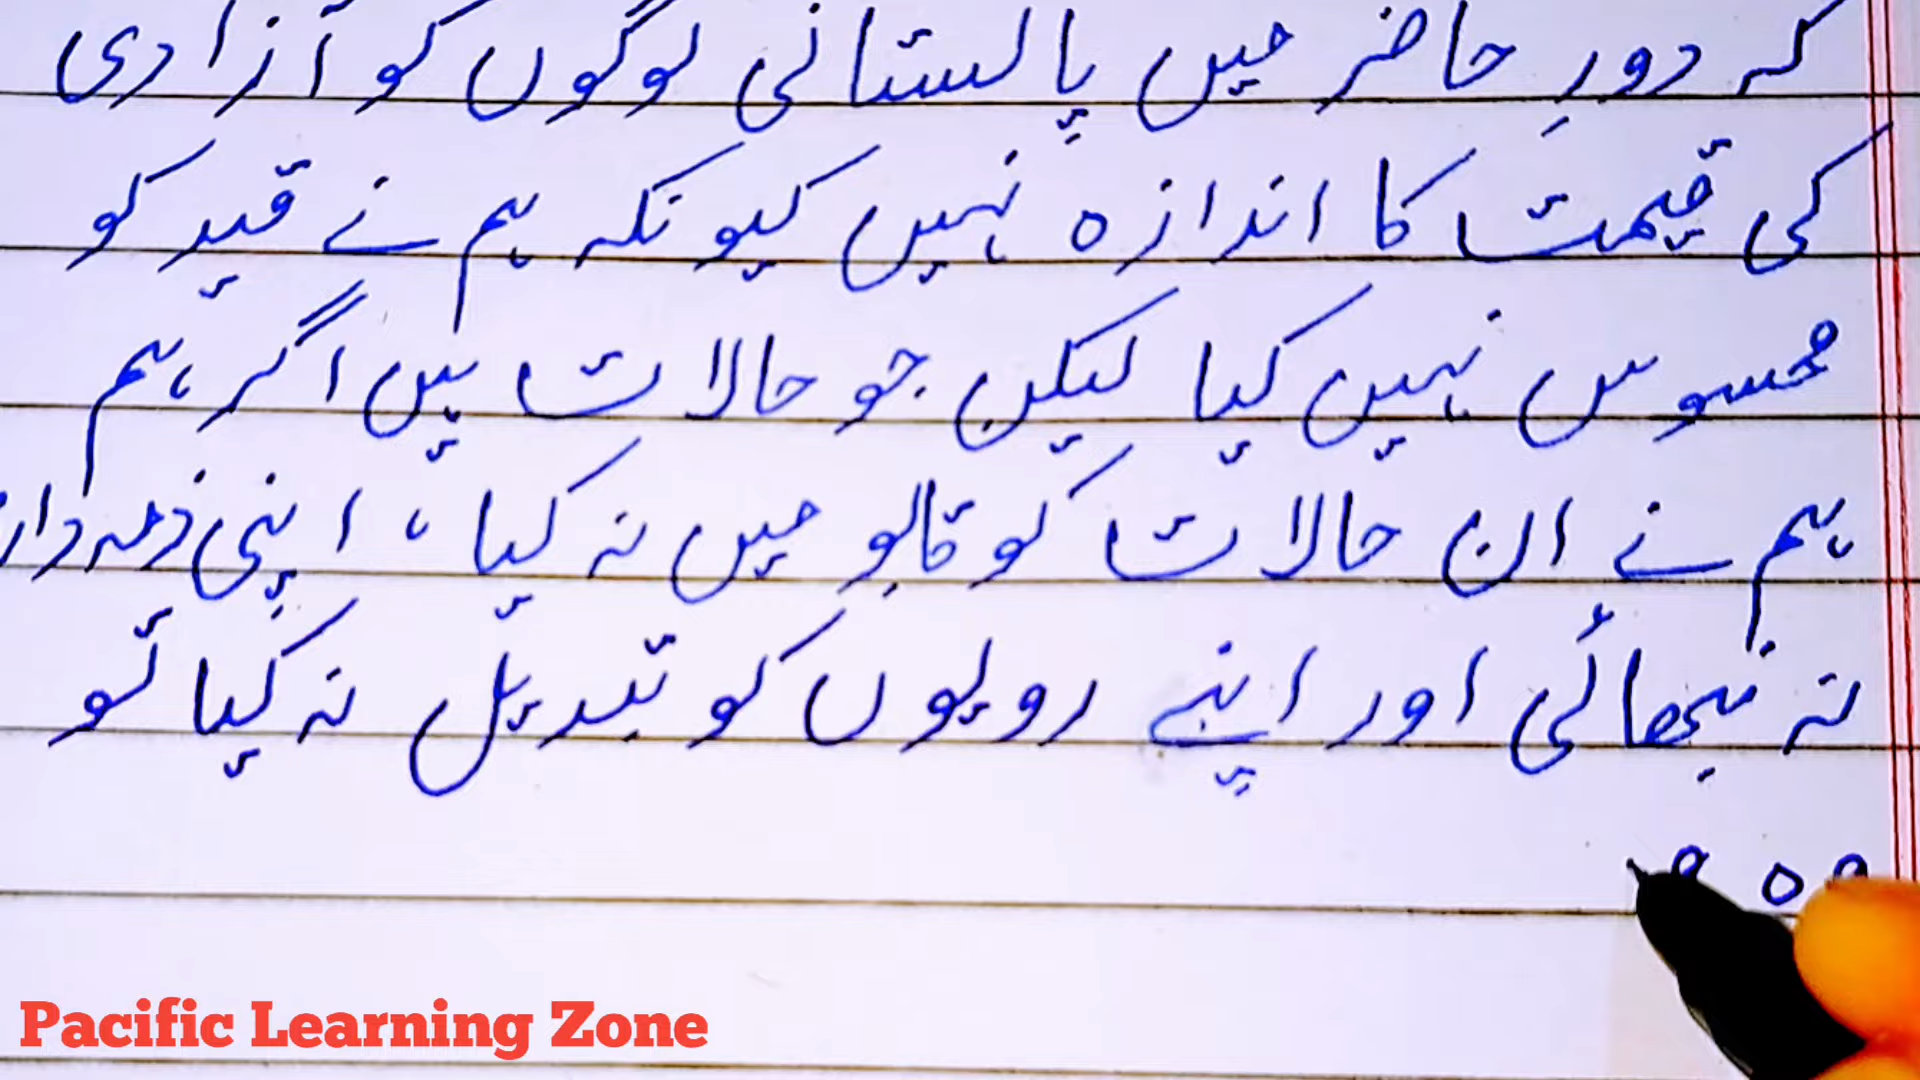 کہ دورِ حاضر میں پاکستانی لوگوں کو آزادی
کی قیمت کا اندازہ نہیں کیونکہ ہم نے قید کو
محسوس نہیں کیا لیکن جو حالات ہیں اگر ہم
ہم نے ان حالات کو قابو میں نہ کیا، اپنی ذمہ دار
نہ نبھائی اور اپنے رویوں کو تبدیل نہ کیا تو
Pacific Learning Zone